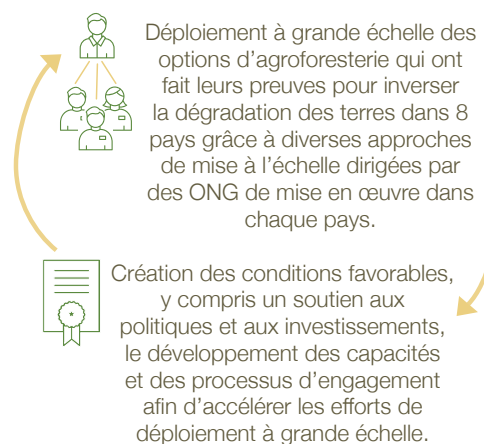 Déploiement à grande échelle des
options d’agroforesterie qui ont
fait leurs preuves pour inverser
la dégradation des terres dans 8
pays grâce à diverses approches
de mise à l’échelle dirigées par
des ONG de mise en œuvre dans
chaque pays.
Création des conditions favorables,
y compris un soutien aux
politiques et aux investissements,
le développement des capacités
et des processus d’engagement
afin d’accélérer les efforts de
déploiement à grande échelle.